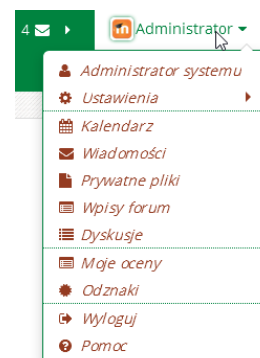 4
Administrator
Administrator systemu
Ustawienia
Kalendarz
Wiadomości
Prywatne pliki
Wpisy forum
Dyskusje
Moje oceny
Odznaki
Wyloguj
Pomoc